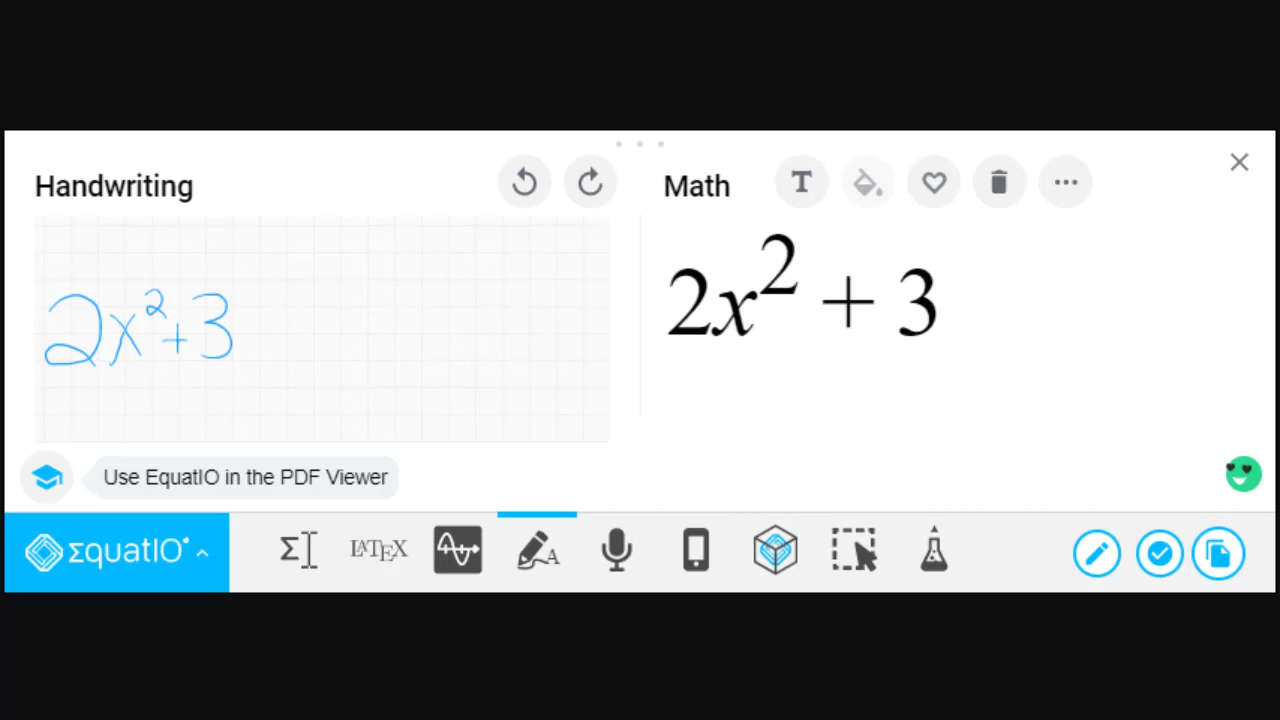 Handwriting
Math
T
2x²+3
2x² + 3
Use EquatIO in the PDF Viewer
ΣquatIO
Σ
LATEX
A